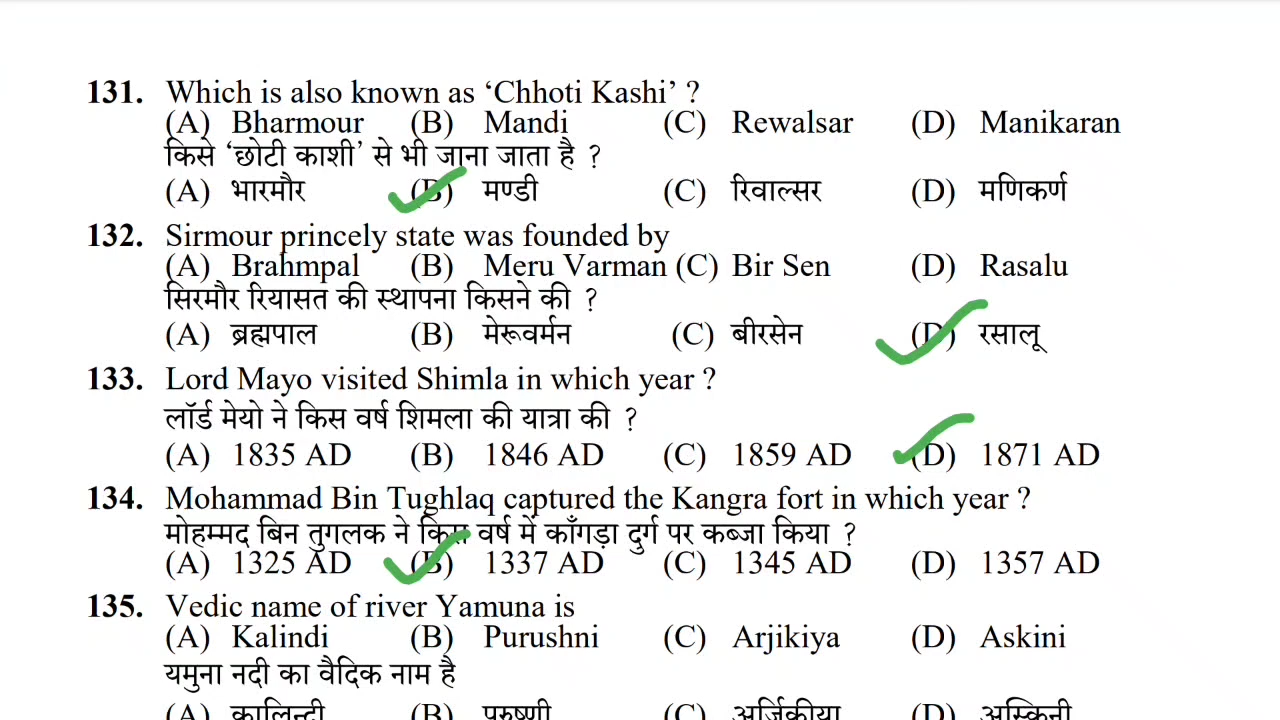 131. Which is also known as ‘Chhoti Kashi’ ?
(A) Bharmour (B) Mandi (C) Rewalsar (D) Manikaran
किसे ‘छोटी काशी’ से भी जाना जाता है ?
(A) भारमौर (B) मण्डी (C) रिवाल्सर (D) मणिकर्ण
132. Sirmour princely state was founded by
(A) Brahmpal (B) Meru Varman (C) Bir Sen (D) Rasalu
सिरमौर रियासत की स्थापना किसने की ?
(A) ब्रह्मपाल (B) मेरूवर्मन (C) बीरसेन (D) रसालू
133. Lord Mayo visited Shimla in which year ?
लॉर्ड मेयो ने किस वर्ष शिमला की यात्रा की ?
(A) 1835 AD (B) 1846 AD (C) 1859 AD (D) 1871 AD
134. Mohammad Bin Tughlaq captured the Kangra fort in which year ?
मोहम्मद बिन तुगलक ने किस वर्ष में काँगड़ा दुर्ग पर कब्जा किया ?
(A) 1325 AD (B) 1337 AD (C) 1345 AD (D) 1357 AD
135. Vedic name of river Yamuna is
(A) Kalindi (B) Purushni (C) Arjikiya (D) Askini
यमुना नदी का वैदिक नाम है
(A) कालिन्दी (B) परुष्णी (C) अर्जिकीया (D) अस्किनी